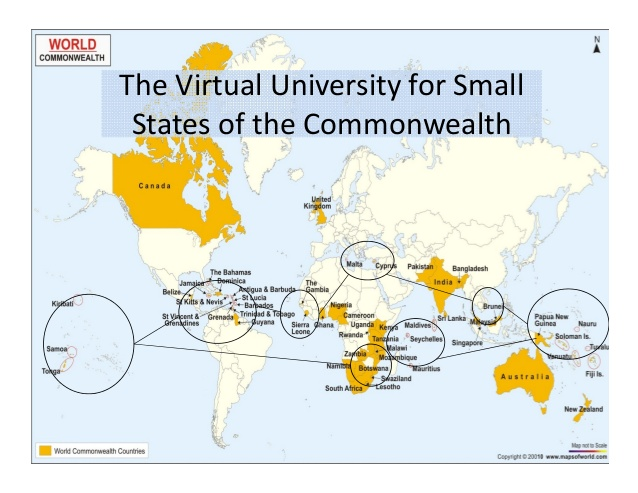 WORLD
COMMONWEALTH
N
The Virtual University for Small
States of the Commonwealth
Canada
United
Kingdom
Malta
Cyprus
Pakistan
Bangladesh
India
The Bahamas
Dominica
Jamaica
Belize
Antigua & Barbuda
St Lucia
St Kitts & Nevis
Barbados
Trinidad & Tobago
St Vincent &
Grenadines
Grenada
Guyana
The
Gambia
Sierra
Leone
Ghana
Nigeria
Cameroon
Uganda
Kenya
Rwanda
Tanzania
Malawi
Zambia
Mozambique
Namibia
Botswana
Swaziland
South Africa
Lesotho
Maldives
Seychelles
Mauritius
Sri Lanka
Brunei
Malaysia
Singapore
Papua New
Guinea
Nauru
Soloman Is.
Tuvalu
Vanuatu
Fiji Is.
Australia
New Zealand
Kiribati
Samoa
Tonga
World Commonwealth Countries
Map not to Scale
Copyright © 20010 www.mapsofworld.com